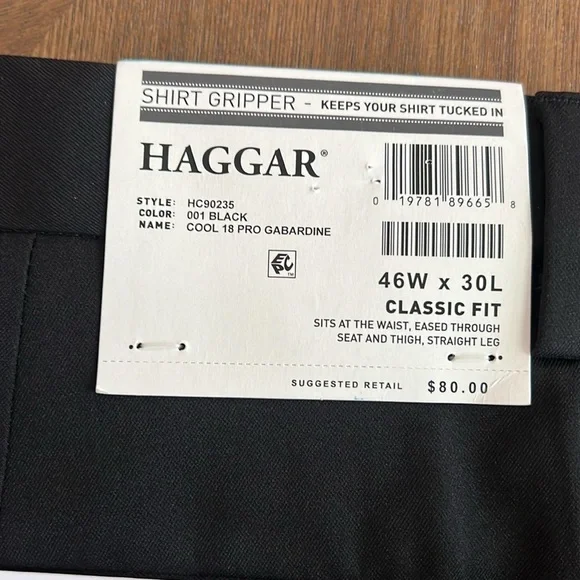 SHIRT GRIPPER – KEEPS YOUR SHIRT TUCKED IN
HAGGAR®
STYLE: HC90235
COLOR: 001 BLACK
NAME: COOL 18 PRO GABARDINE
0 19781 89665 8
EPC
46W x 30L
CLASSIC FIT
SITS AT THE WAIST, EASED THROUGH
SEAT AND THIGH, STRAIGHT LEG
SUGGESTED RETAIL $80.00